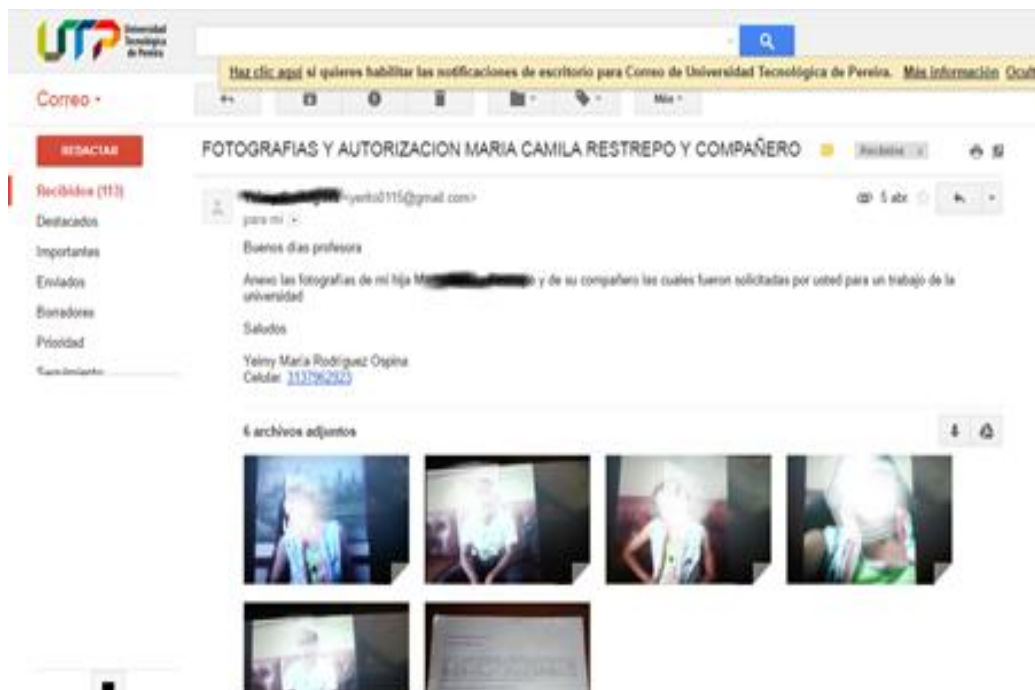 UTP Universidad
Tecnológica
de Pereira
Haz clic aquí si quieres habilitar las notificaciones de escritorio para Correo de Universidad Tecnológica de Pereira. Más información Ocult
Correo
Más
REDACTAR
FOTOGRAFIAS Y AUTORIZACION MARIA CAMILA RESTREPO Y COMPAÑERO
Recibidos x
Recibidos (113)
<yerito0115@gmail.com>
5 abr.
para mí
Destacados
Buenos días profesora
Importantes
Anexo las fotografías de mi hija M y de su compañero las cuales fueron solicitadas por usted para un trabajo de la
universidad
Enviados
Borradores
Saludos
Prioridad
Yeimy María Rodríguez Ospina
Seguimiento
Celular 3137962923
6 archivos adjuntos